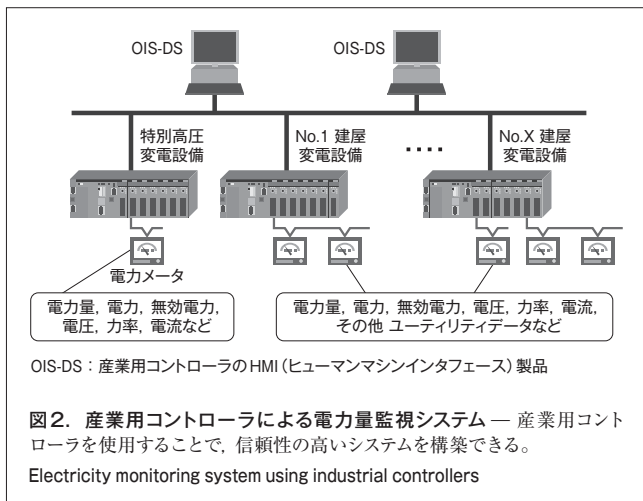 OIS-DS
OIS-DS
特別高圧
変電設備
No.1 建屋
変電設備
No.X 建屋
変電設備
電力メータ
電力量, 電力, 無効電力,
電圧, 力率, 電流など
電力量, 電力, 無効電力, 電圧, 力率, 電流,
その他 ユーティリティデータなど
OIS-DS : 産業用コントローラのHMI(ヒューマンマシンインタフェース)製品
図2. 産業用コントローラによる電力量監視システム — 産業用コント
ローラを使用することで, 信頼性の高いシステムを構築できる。
Electricity monitoring system using industrial controllers